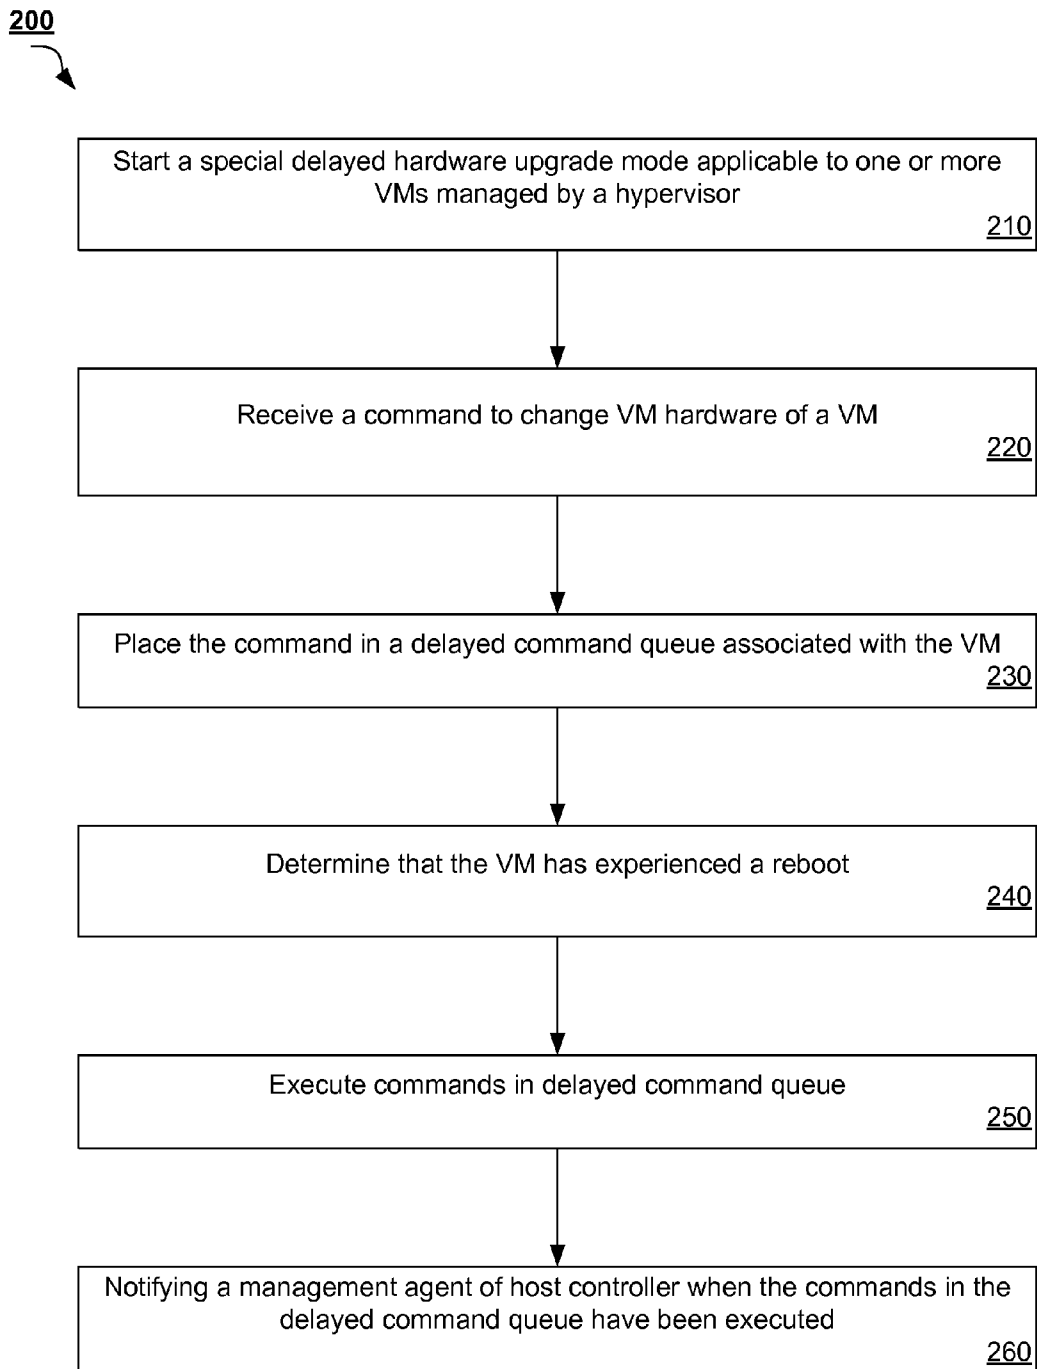 200
Start a special delayed hardware upgrade mode applicable to one or more
VMs managed by a hypervisor
210
Receive a command to change VM hardware of a VM
220
Place the command in a delayed command queue associated with the VM
230
Determine that the VM has experienced a reboot
240
Execute commands in delayed command queue
250
Notifying a management agent of host controller when the commands in the
delayed command queue have been executed
260